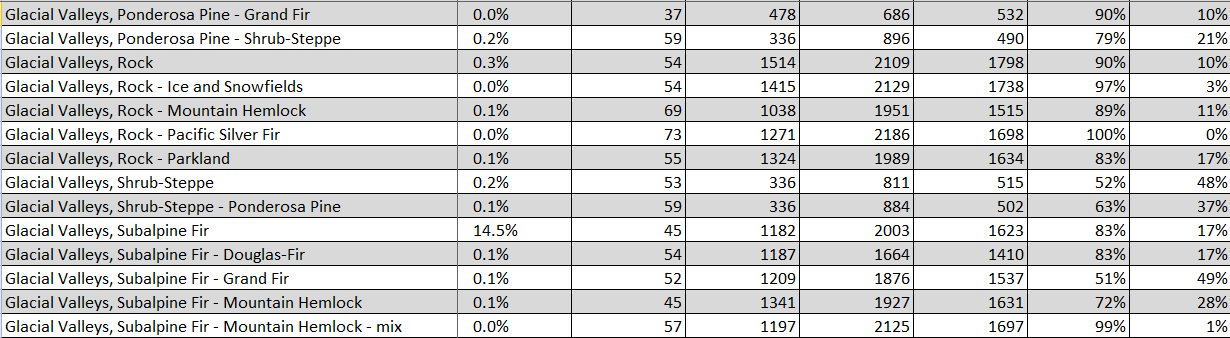 Glacial Valleys, Ponderosa Pine - Grand Fir 0.0% 37 478 686 532 90% 10%
Glacial Valleys, Ponderosa Pine - Shrub-Steppe 0.2% 59 336 896 490 79% 21%
Glacial Valleys, Rock 0.3% 54 1514 2109 1798 90% 10%
Glacial Valleys, Rock - Ice and Snowfields 0.0% 54 1415 2129 1738 97% 3%
Glacial Valleys, Rock - Mountain Hemlock 0.1% 69 1038 1951 1515 89% 11%
Glacial Valleys, Rock - Pacific Silver Fir 0.0% 73 1271 2186 1698 100% 0%
Glacial Valleys, Rock - Parkland 0.1% 55 1324 1989 1634 83% 17%
Glacial Valleys, Shrub-Steppe 0.2% 53 336 811 515 52% 48%
Glacial Valleys, Shrub-Steppe - Ponderosa Pine 0.1% 59 336 884 502 63% 37%
Glacial Valleys, Subalpine Fir 14.5% 45 1182 2003 1623 83% 17%
Glacial Valleys, Subalpine Fir - Douglas-Fir 0.1% 54 1187 1664 1410 83% 17%
Glacial Valleys, Subalpine Fir - Grand Fir 0.1% 52 1209 1876 1537 51% 49%
Glacial Valleys, Subalpine Fir - Mountain Hemlock 0.1% 45 1341 1927 1631 72% 28%
Glacial Valleys, Subalpine Fir - Mountain Hemlock - mix 0.0% 57 1197 2125 1697 99% 1%